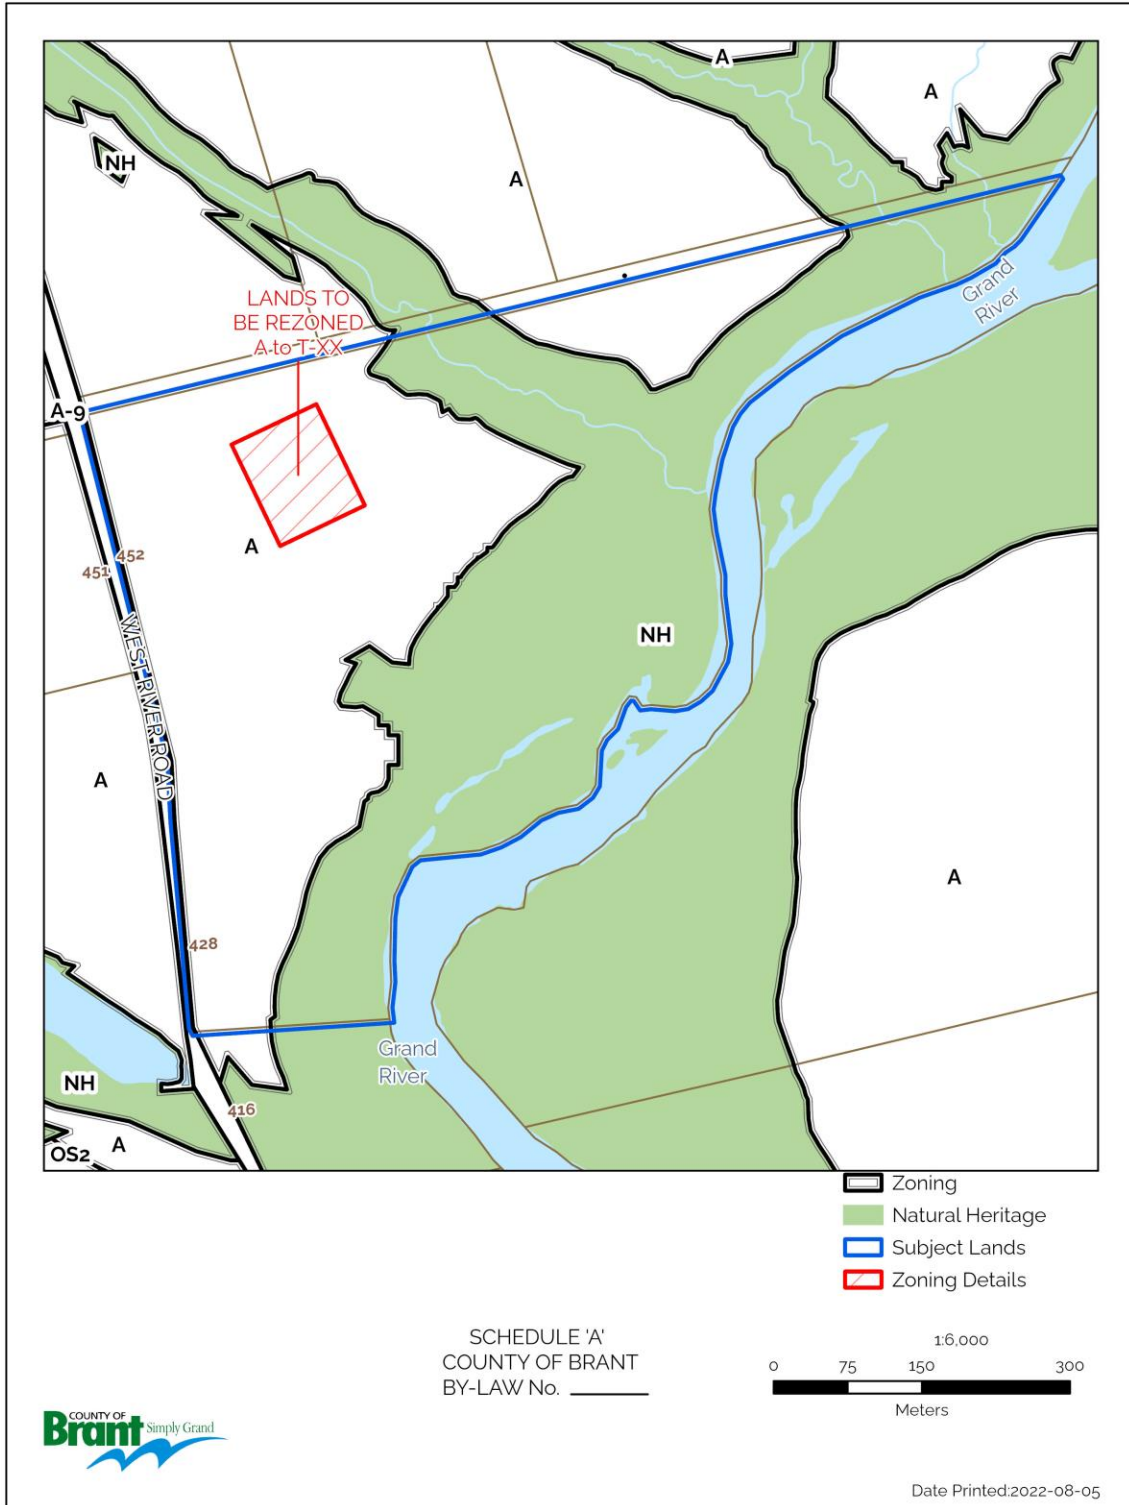 A
A
NH
A
LANDS TO
BE REZONED
A to T-XX
Grand
River
A-9
A
452
451
NH
WEST RIVER ROAD
A
A
428
Grand
River
NH
416
A
OS2
Zoning
Natural Heritage
Subject Lands
Zoning Details
SCHEDULE 'A'
COUNTY OF BRANT
BY-LAW No. ________
1:6,000
0 75 150 300
Meters
COUNTY OF
Brant Simply Grand
Date Printed:2022-08-05